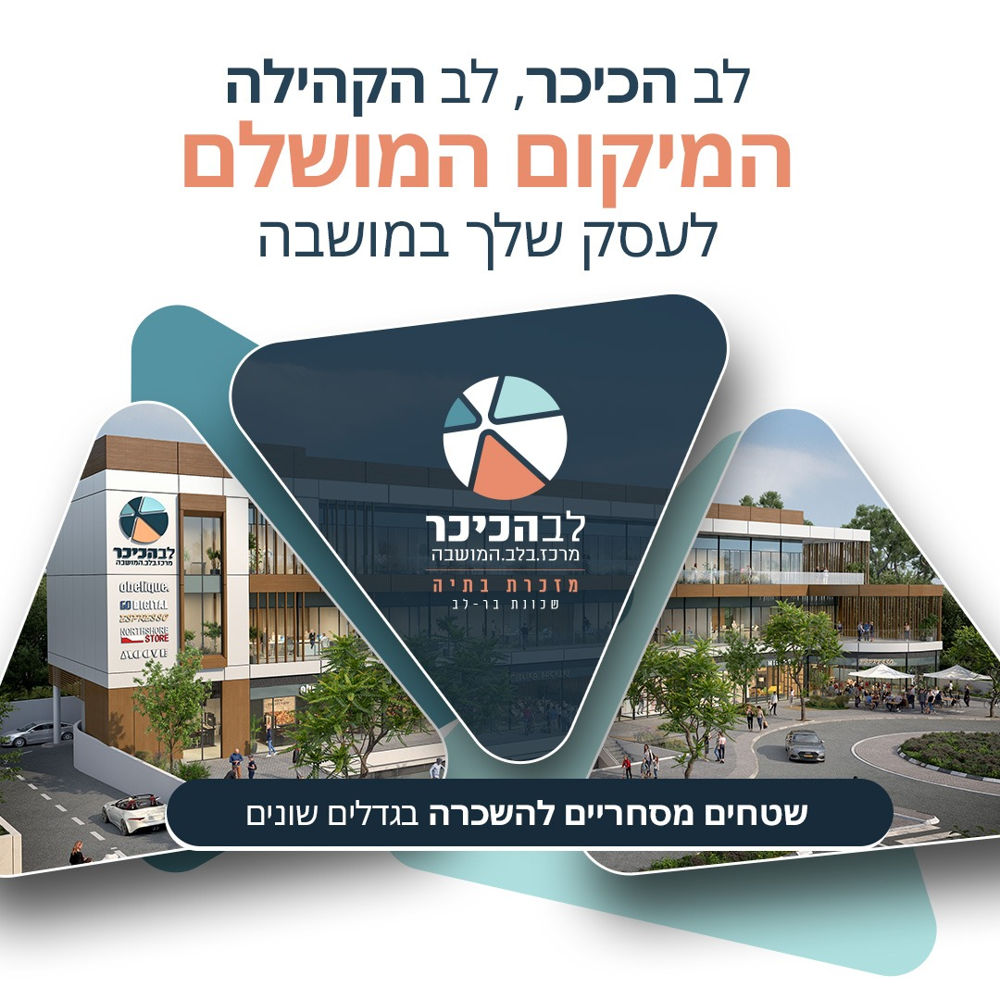 לב הכיכר, לב הקהילה
המיקום המושלם
לעסק שלך במושבה
לבהכיכר
מרכז.בלב.המושבה
מזכרת בתיה
שכונת בר-לב
לבהכיכר
מרכז.בלב.המושבה
obelique.
GO DIGITAL
ESPRESSO
NORTHSHORE
STORE
שטחים מסחריים להשכרה בגדלים שונים